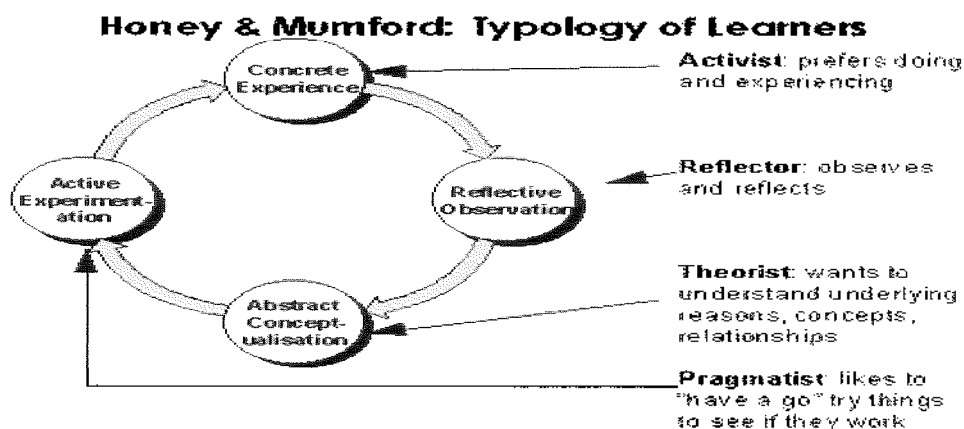 Honey & Mumford: Typology of Learners
Concrete
Experience
Activist: prefers doing
and experiencing
Active
Experiment-
ation
Reflective
Observation
Reflector: observes
and reflects
Abstract
Concept-
ualisation
Theorist: wants to
understand underlying
reasons, concepts,
relationships
Pragmatist: likes to
"have a go" try things
to see if they work